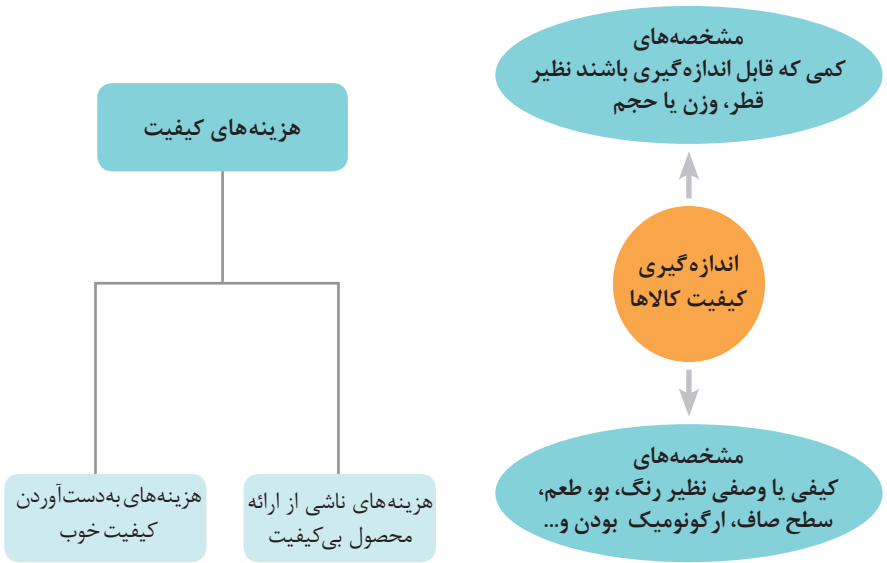 مشخصه‌های
کمی که قابل اندازه‌گیری باشند نظیر
قطر، وزن یا حجم
اندازه‌گیری
کیفیت کالاها
مشخصه‌های
کیفی یا وصفی نظیر رنگ، بو، طعم،
سطح صاف، ارگونومیک بودن و...
هزینه‌های کیفیت
هزینه‌های ناشی از ارائه
محصول بی‌کیفیت
هزینه‌های به‌دست‌آوردن
کیفیت خوب